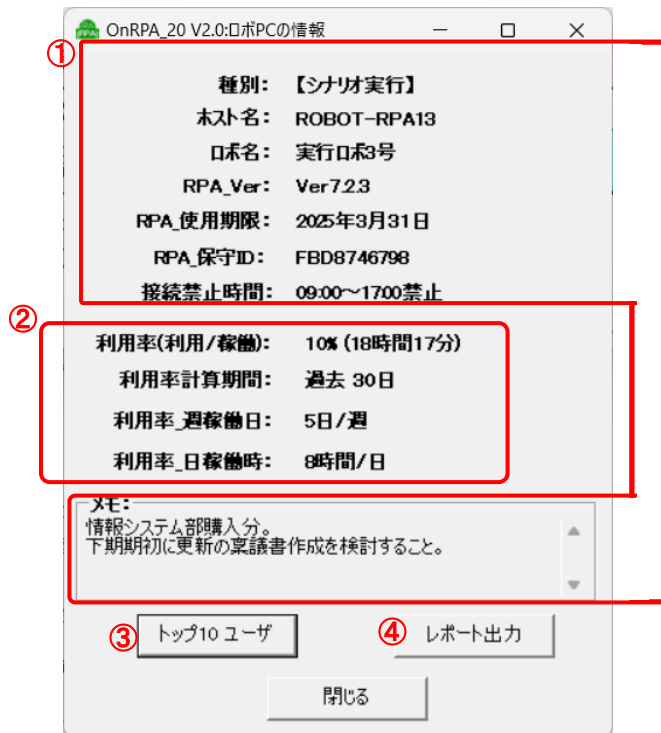 OnRPA_20 V2.0:ロボPCの情報
①
種別： 【シナリオ実行】
ホスト名： ROBOT-RPA13
ロボ名： 実行ロボ3号
RPA_Ver： Ver7.2.3
RPA_使用期限： 2025年3月31日
RPA_保守ID： FBD8746798
接続禁止時間： 09:00～17:00禁止
②
利用率(利用/稼働)： 10% (18時間17分)
利用率計算期間： 過去 30日
利用率_週稼働日： 5日/週
利用率_日稼働時： 8時間/日
メモ：
情報システム部購入分。
下期期初に更新の稟議書作成を検討すること。
③ トップ10 ユーザ
④ レポート出力
閉じる